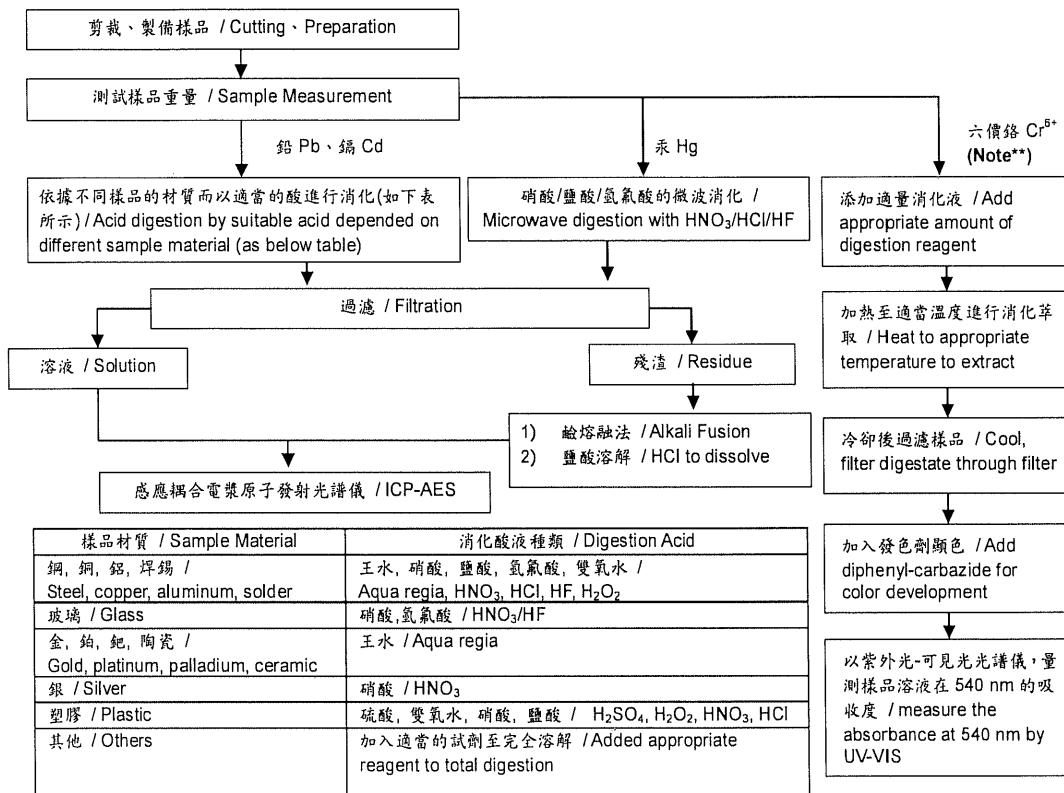 剪裁、製備樣品 / Cutting、Preparation
測試樣品重量 / Sample Measurement
鉛 Pb、鎘 Cd
汞 Hg
六價鉻 Cr⁶⁺
(Note**)
依據不同樣品的材質而以適當的酸進行消化(如下表
所示) / Acid digestion by suitable acid depended on
different sample material (as below table)
硝酸/鹽酸/氫氟酸的微波消化 /
Microwave digestion with HNO₃/HCl/HF
添加適量消化液 / Add
appropriate amount of
digestion reagent
過濾 / Filtration
加熱至適當溫度進行消化萃
取 / Heat to appropriate
temperature to extract
溶液 / Solution
殘渣 / Residue
1) 鹼熔融法 / Alkali Fusion
2) 鹽酸溶解 / HCl to dissolve
冷卻後過濾樣品 / Cool,
filter digestate through filter
感應耦合電漿原子發射光譜儀 / ICP-AES
加入發色劑顯色 / Add
diphenyl-carbazide for
color development
以紫外光-可見光光譜儀，量
測樣品溶液在 540 nm 的吸
收度 / measure the
absorbance at 540 nm by
UV-VIS
樣品材質 / Sample Material
消化酸液種類 / Digestion Acid
鋼, 銅, 鋁, 焊錫 /
Steel, copper, aluminum, solder
王水, 硝酸, 鹽酸, 氫氟酸, 雙氧水 /
Aqua regia, HNO₃, HCl, HF, H₂O₂
玻璃 / Glass
硝酸,氫氟酸 / HNO₃/HF
金, 鉑, 鈀, 陶瓷 /
Gold, platinum, palladium, ceramic
王水 / Aqua regia
銀 / Silver
硝酸 / HNO₃
塑膠 / Plastic
硫酸, 雙氧水, 硝酸, 鹽酸 / H₂SO₄, H₂O₂, HNO₃, HCl
其他 / Others
加入適當的試劑至完全溶解 / Added appropriate
reagent to total digestion